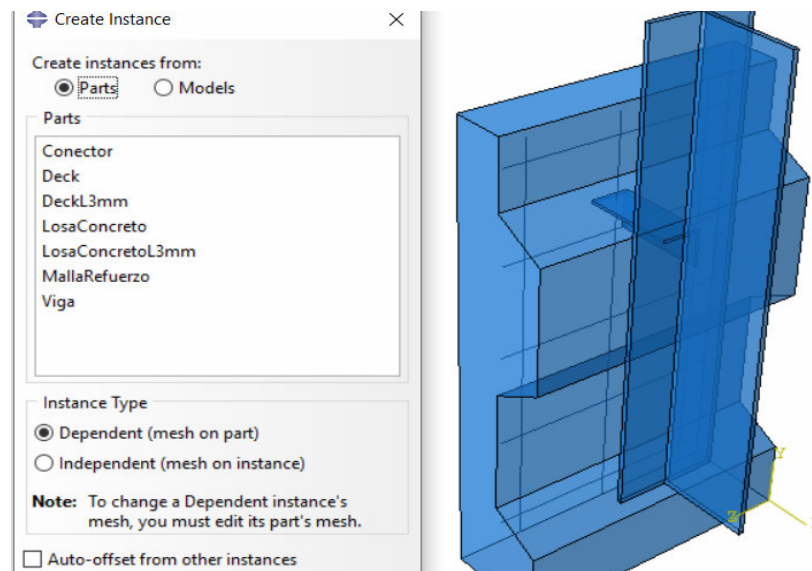 Create Instance
Create instances from:
Parts Models
Parts
Conector
Deck
DeckL3mm
LosaConcreto
LosaConcretoL3mm
MallaRefuerzo
Viga
Instance Type
Dependent (mesh on part)
Independent (mesh on instance)
Note: To change a Dependent instance's
mesh, you must edit its part's mesh.
Auto-offset from other instances
Y
Z